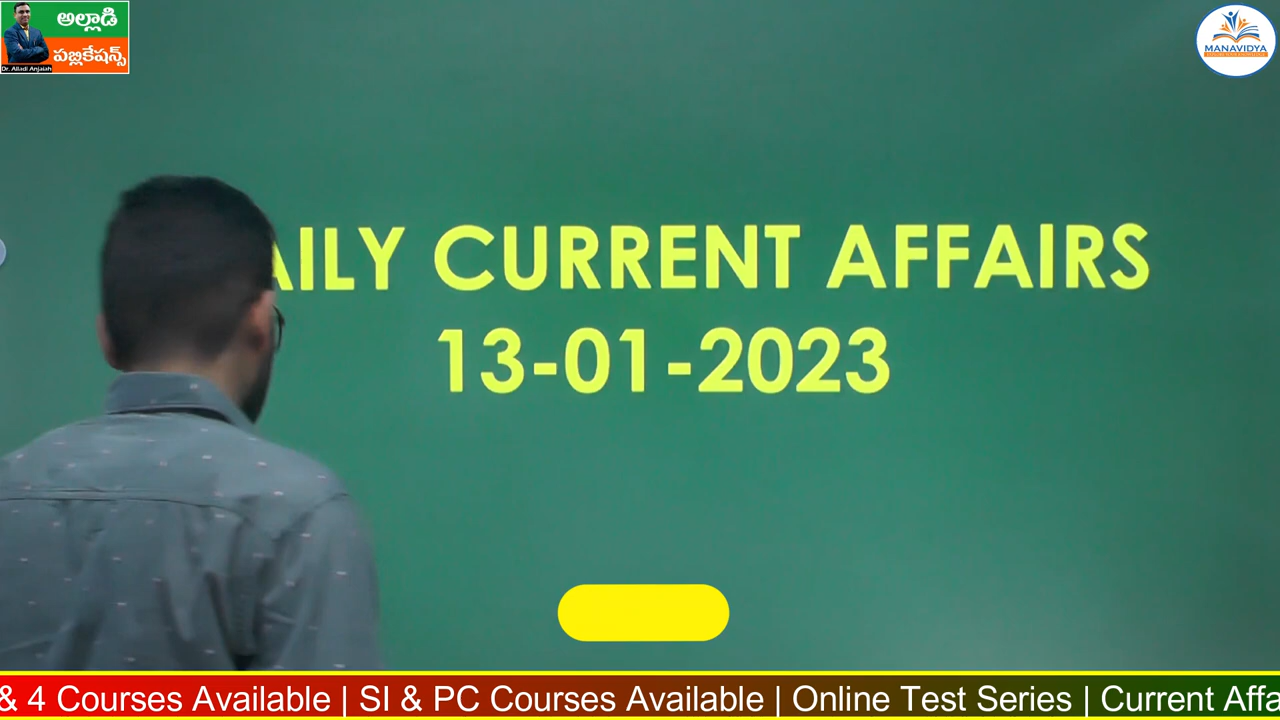 అల్లాడి
పబ్లికేషన్స్
Dr. Alladi Anjaiah
MANAVIDYA
AILY CURRENT AFFAIRS
13-01-2023
& 4 Courses Available | SI & PC Courses Available | Online Test Series | Current Affa